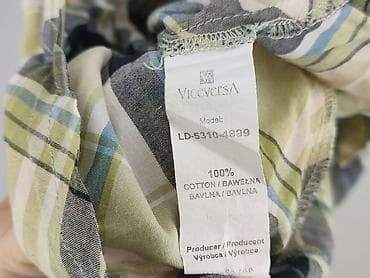 ViceversA
Model:
LD-5310-4899
100%
COTTON / BAWEŁNA
BAVLNA / BAVLNA
Producer / Producent
Výrobca / Výrobce